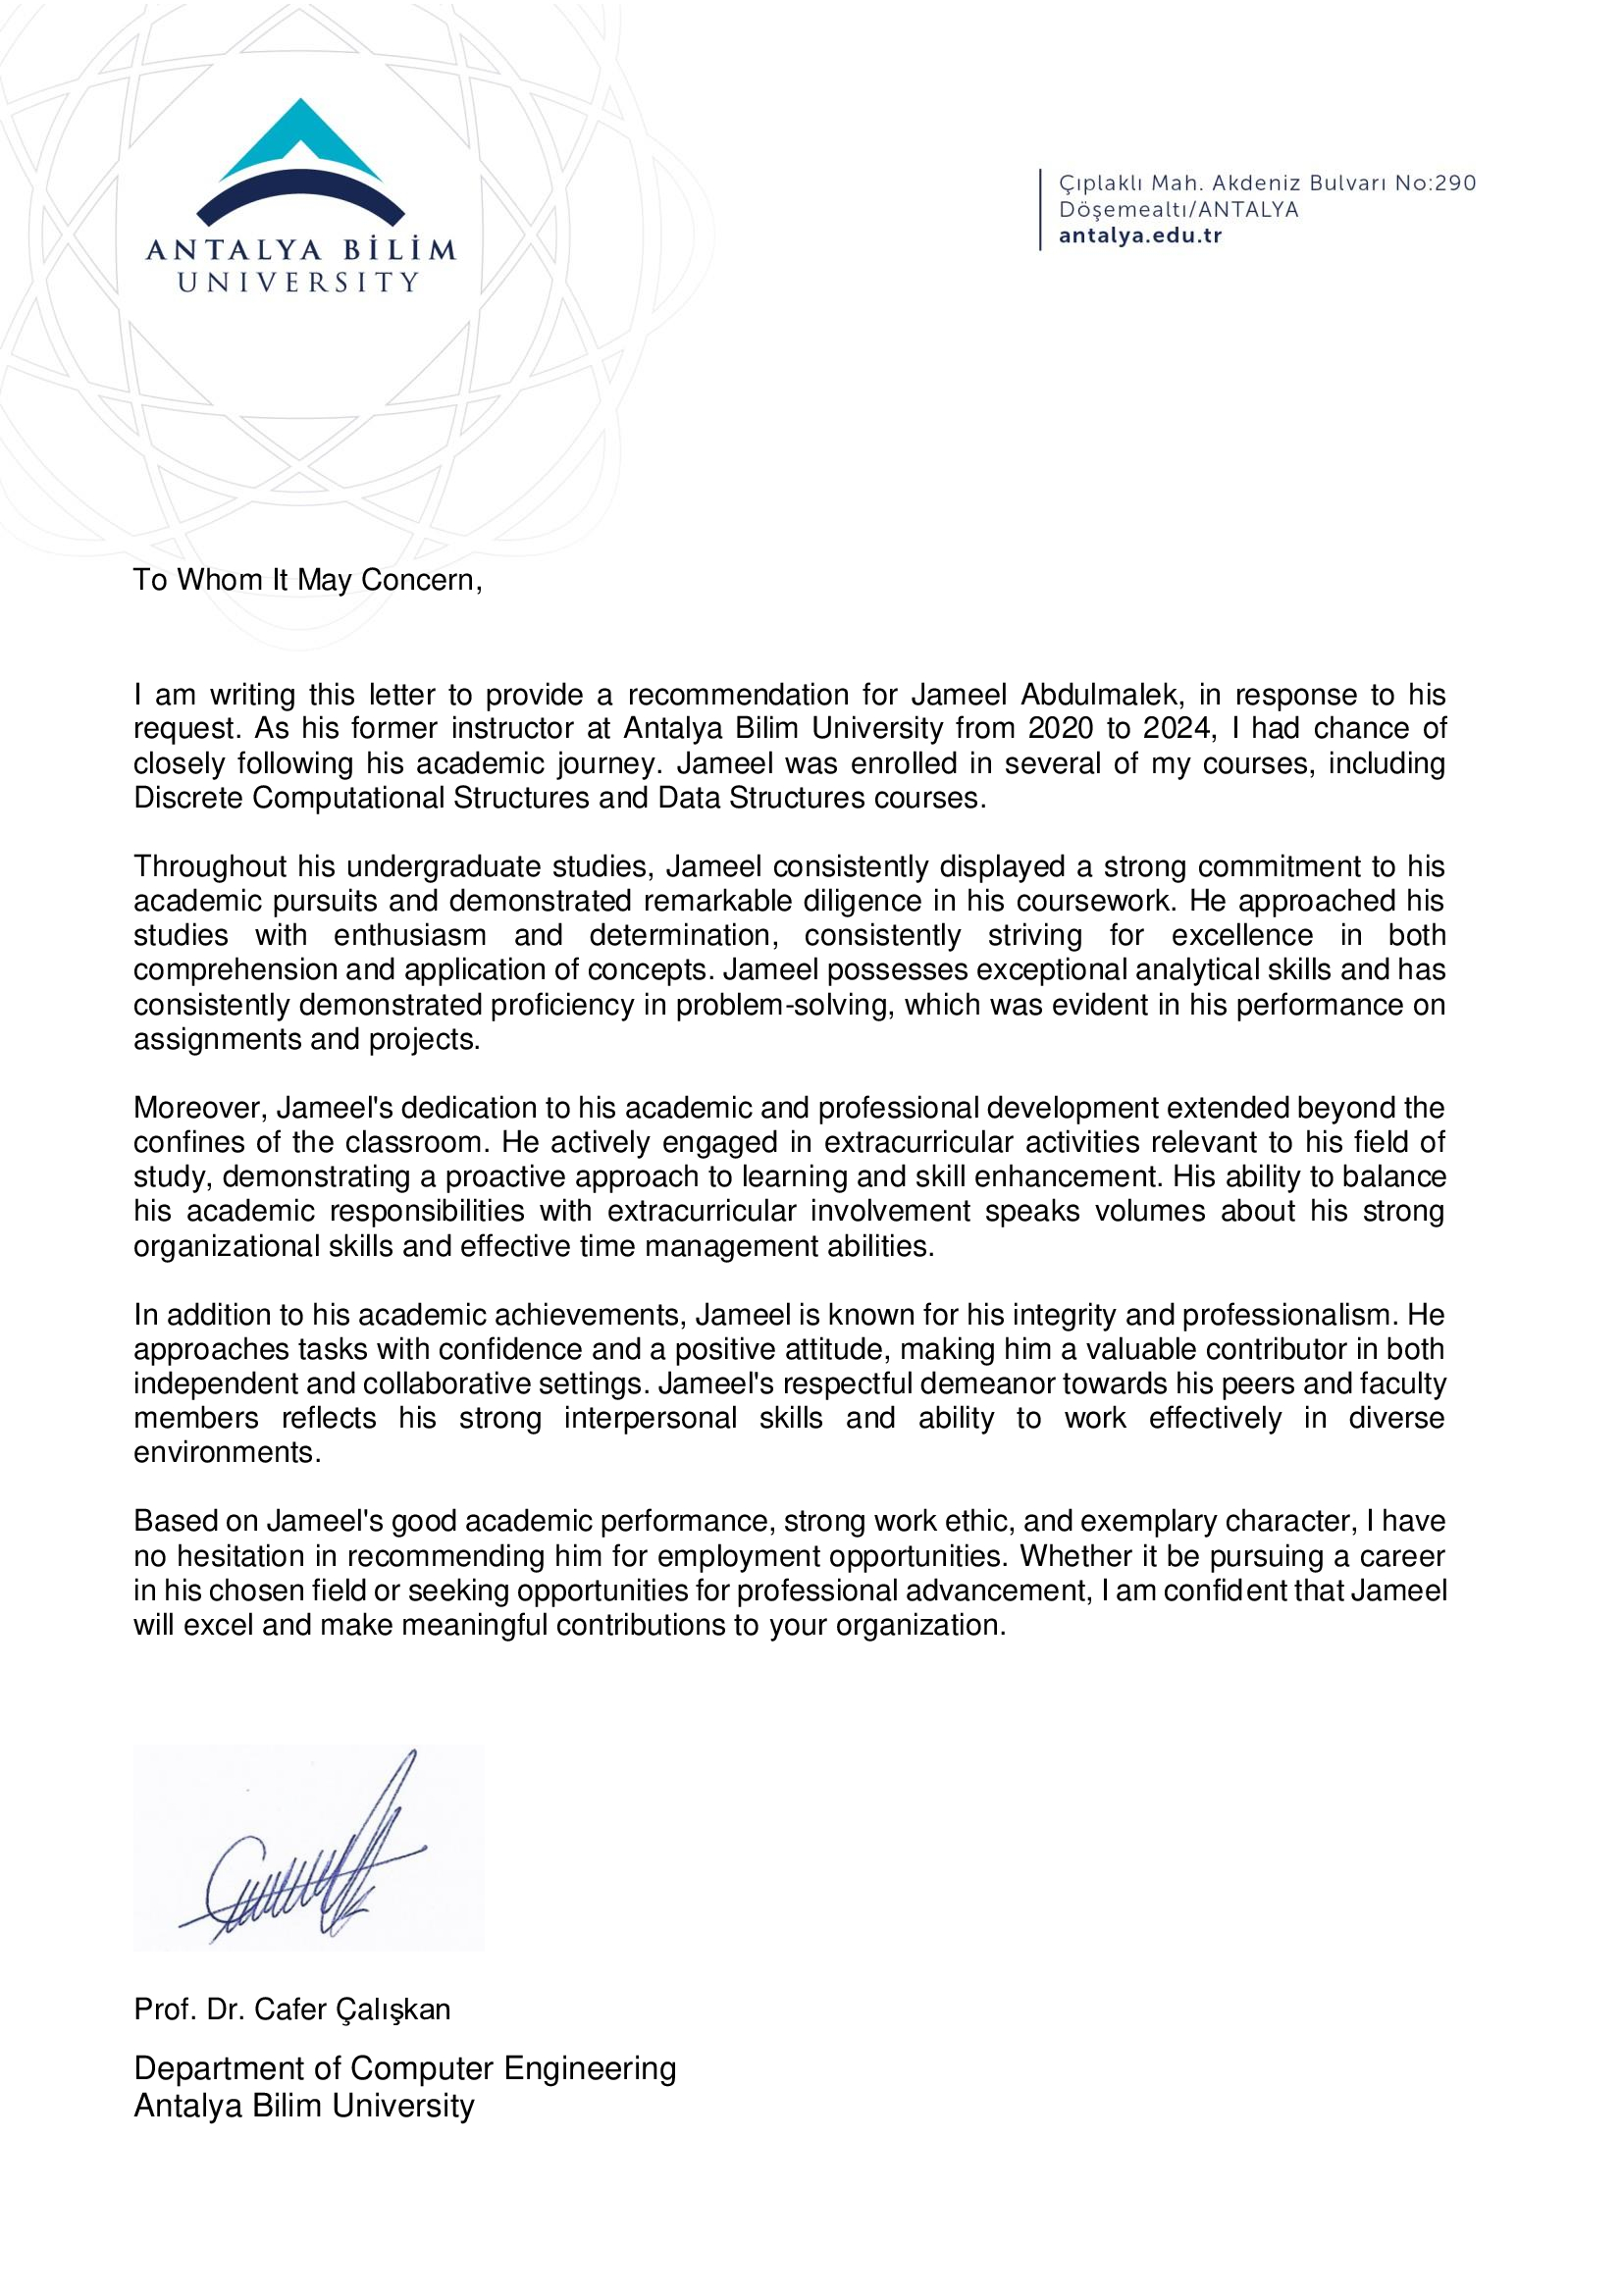 ANTALYA BİLİM
UNIVERSITY
Çıplaklı Mah. Akdeniz Bulvarı No:290
Döşemealtı/ANTALYA
antalya.edu.tr
To Whom It May Concern,
I am writing this letter to provide a recommendation for Jameel Abdulmalek, in response to his
request. As his former instructor at Antalya Bilim University from 2020 to 2024, I had chance of
closely following his academic journey. Jameel was enrolled in several of my courses, including
Discrete Computational Structures and Data Structures courses.
Throughout his undergraduate studies, Jameel consistently displayed a strong commitment to his
academic pursuits and demonstrated remarkable diligence in his coursework. He approached his
studies with enthusiasm and determination, consistently striving for excellence in both
comprehension and application of concepts. Jameel possesses exceptional analytical skills and has
consistently demonstrated proficiency in problem-solving, which was evident in his performance on
assignments and projects.
Moreover, Jameel's dedication to his academic and professional development extended beyond the
confines of the classroom. He actively engaged in extracurricular activities relevant to his field of
study, demonstrating a proactive approach to learning and skill enhancement. His ability to balance
his academic responsibilities with extracurricular involvement speaks volumes about his strong
organizational skills and effective time management abilities.
In addition to his academic achievements, Jameel is known for his integrity and professionalism. He
approaches tasks with confidence and a positive attitude, making him a valuable contributor in both
independent and collaborative settings. Jameel's respectful demeanor towards his peers and faculty
members reflects his strong interpersonal skills and ability to work effectively in diverse
environments.
Based on Jameel's good academic performance, strong work ethic, and exemplary character, I have
no hesitation in recommending him for employment opportunities. Whether it be pursuing a career
in his chosen field or seeking opportunities for professional advancement, I am confident that Jameel
will excel and make meaningful contributions to your organization.
Prof. Dr. Cafer Çalışkan
Department of Computer Engineering
Antalya Bilim University